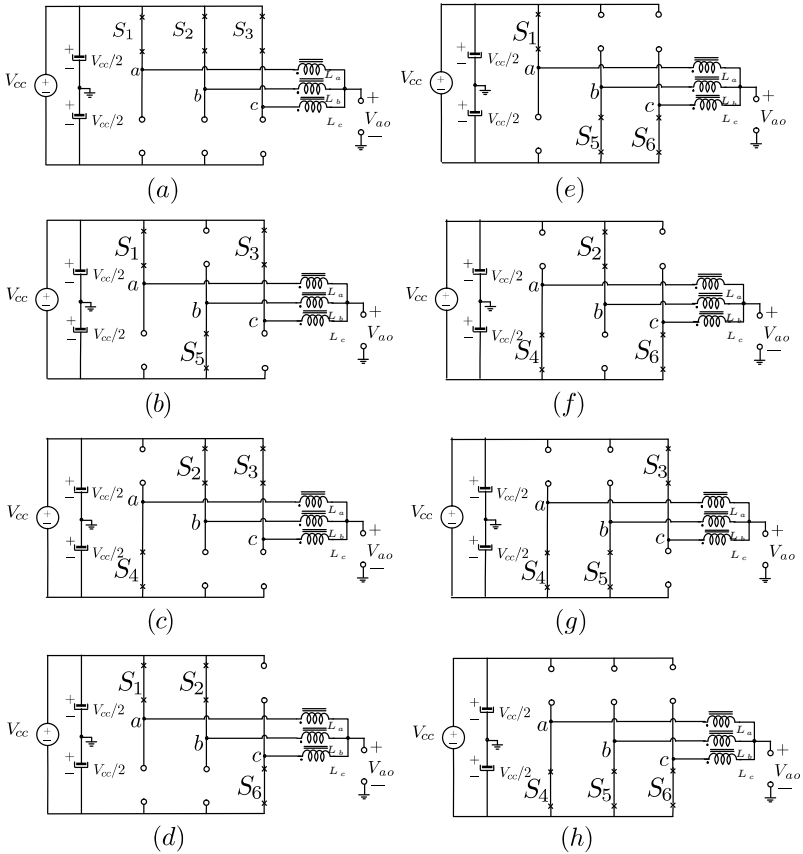 S1 S2 S3
Vcc
+ − Vcc/2
+ − Vcc/2
a
b
c
La
Lb
Lc
+ Vao −
(a)
S1
Vcc
+ − Vcc/2
+ − Vcc/2
a
b
c
La
Lb
Lc
+ Vao −
S5 S6
(e)
S1 S3
Vcc
+ − Vcc/2
+ − Vcc/2
a
b
c
La
Lb
Lc
+ Vao −
S5
(b)
S2
Vcc
+ − Vcc/2
+ − Vcc/2
a
b
c
La
Lb
Lc
+ Vao −
S4 S6
(f)
S2 S3
Vcc
+ − Vcc/2
+ − Vcc/2
a
b
c
La
Lb
Lc
+ Vao −
S4
(c)
S3
Vcc
+ − Vcc/2
+ − Vcc/2
a
b
c
La
Lb
Lc
+ Vao −
S4 S5
(g)
S1 S2
Vcc
+ − Vcc/2
+ − Vcc/2
a
b
c
La
Lb
Lc
+ Vao −
S6
(d)
Vcc
+ − Vcc/2
+ − Vcc/2
a
b
c
La
Lb
Lc
+ Vao −
S4 S5 S6
(h)